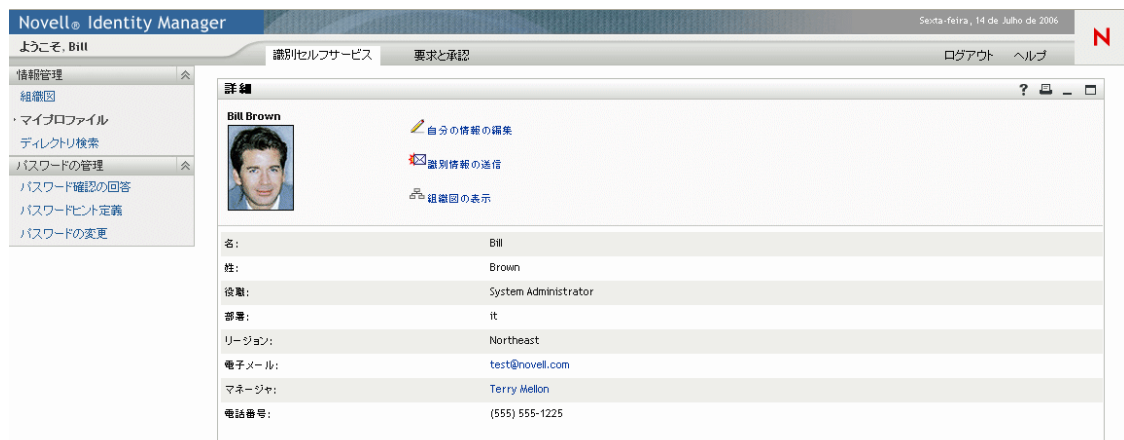 Novell® Identity Manager
Sexta-feira, 14 de Julho de 2006
N
ようこそ, Bill
識別セルフサービス 要求と承認 ログアウト ヘルプ
情報管理
組織図
マイプロファイル
ディレクトリ検索
パスワードの管理
パスワード確認の回答
パスワードヒント定義
パスワードの変更
詳細
Bill Brown
自分の情報の編集
識別情報の送信
組織図の表示
名: Bill
姓: Brown
役職: System Administrator
部署: it
リージョン: Northeast
電子メール: test@novell.com
マネージャ: Terry Mellon
電話番号: (555) 555-1225